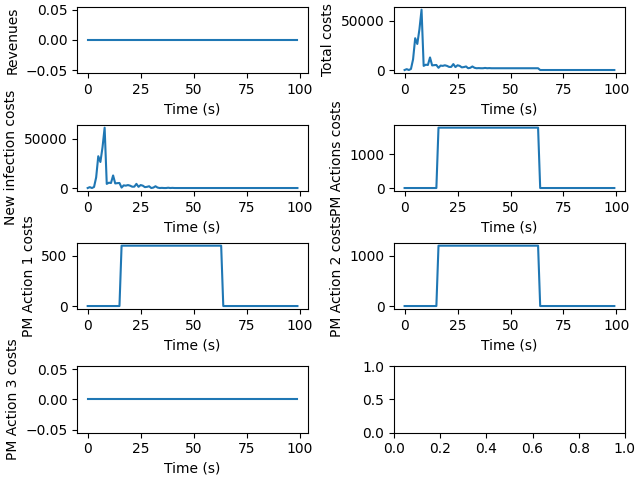 Revenues
0.05
0.00
−0.05
0 25 50 75 100
Time (s)
Total costs
50000
0
0 25 50 75 100
Time (s)
New infection costs
50000
0
0 25 50 75 100
Time (s)
PM Actions costs
1000
0
0 25 50 75 100
Time (s)
PM Action 1 costs
500
0
0 25 50 75 100
Time (s)
PM Action 2 costs
1000
0
0 25 50 75 100
Time (s)
PM Action 3 costs
0.05
0.00
−0.05
0 25 50 75 100
Time (s)
1.0
0.5
0.0
0.0 0.2 0.4 0.6 0.8 1.0